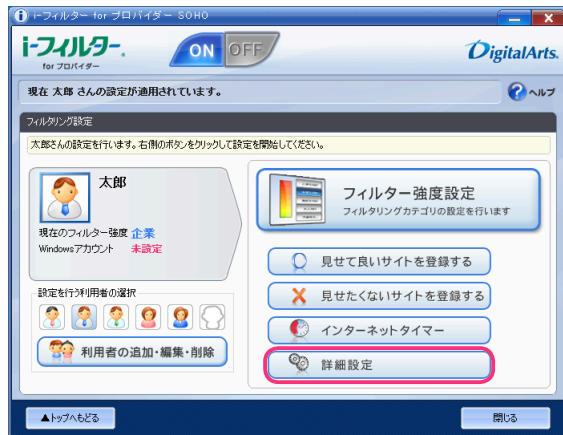 i-フィルター for プロバイダー SOHO
i-フィルター.
for プロバイダー
ON OFF
DigitalArts.
現在 太郎 さんの設定が適用されています。
ヘルプ
フィルタリング設定
太郎さんの設定を行います。右側のボタンをクリックして設定を開始してください。
太郎
現在のフィルター強度 企業
Windowsアカウント 未設定
フィルター強度設定
フィルタリングカテゴリの設定を行います
見せて良いサイトを登録する
見せたくないサイトを登録する
インターネットタイマー
詳細設定
設定を行う利用者の選択
利用者の追加・編集・削除
▲トップへもどる
閉じる